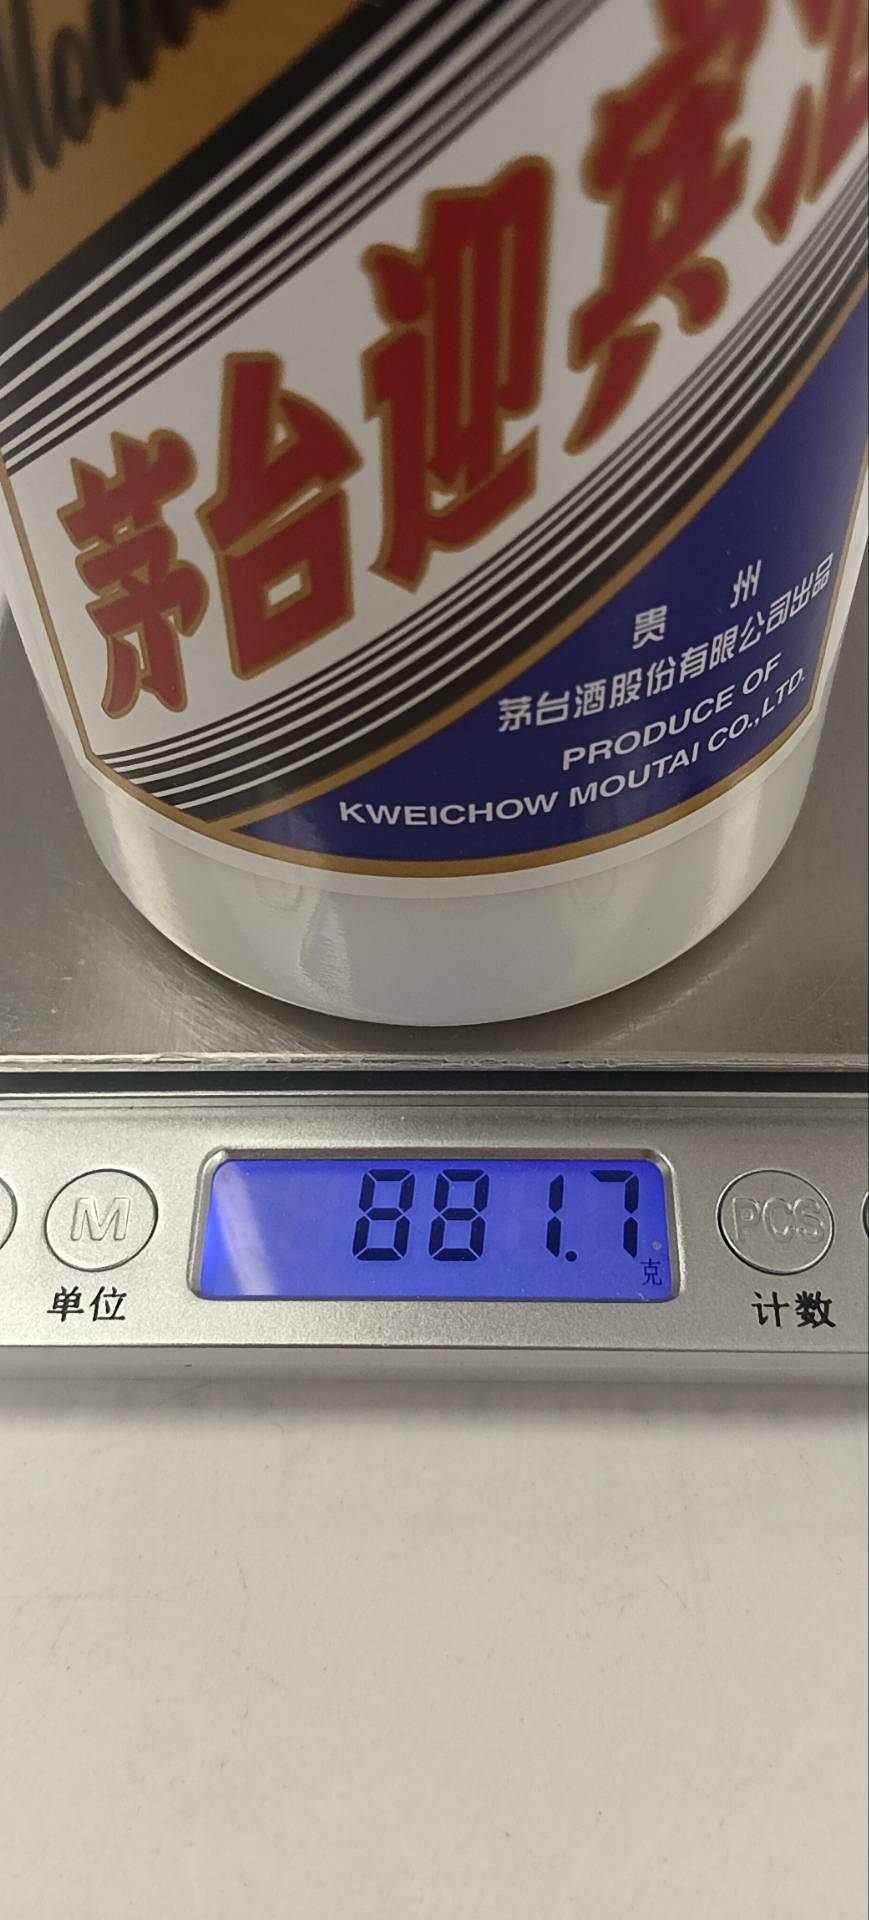 茅台迎宾酒
贵州
茅台酒股份有限公司出品
PRODUCE OF
KWEICHOW MOUTAI CO.,LTD.
881.7
克
M
单位
PCS
计数